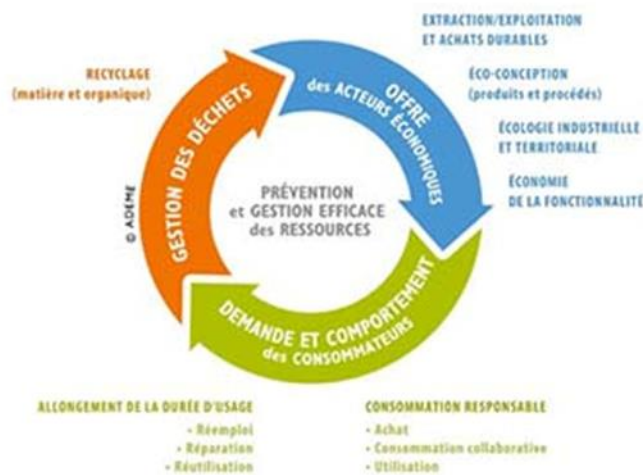 EXTRACTION/EXPLOITATION
ET ACHATS DURABLES
RECYCLAGE
(matière et organique)
ÉCO-CONCEPTION
(produits et procédés)
ÉCOLOGIE INDUSTRIELLE
ET TERRITORIALE
ÉCONOMIE
DE LA FONCTIONNALITÉ
OFFRE
des ACTEURS ÉCONOMIQUES
GESTION DES DÉCHETS
PRÉVENTION
et GESTION EFFICACE
des RESSOURCES
© ADEME
DEMANDE ET COMPORTEMENT
des CONSOMMATEURS
ALLONGEMENT DE LA DURÉE D'USAGE
• Réemploi
• Réparation
• Réutilisation
CONSOMMATION RESPONSABLE
• Achat
• Consommation collaborative
• Utilisation